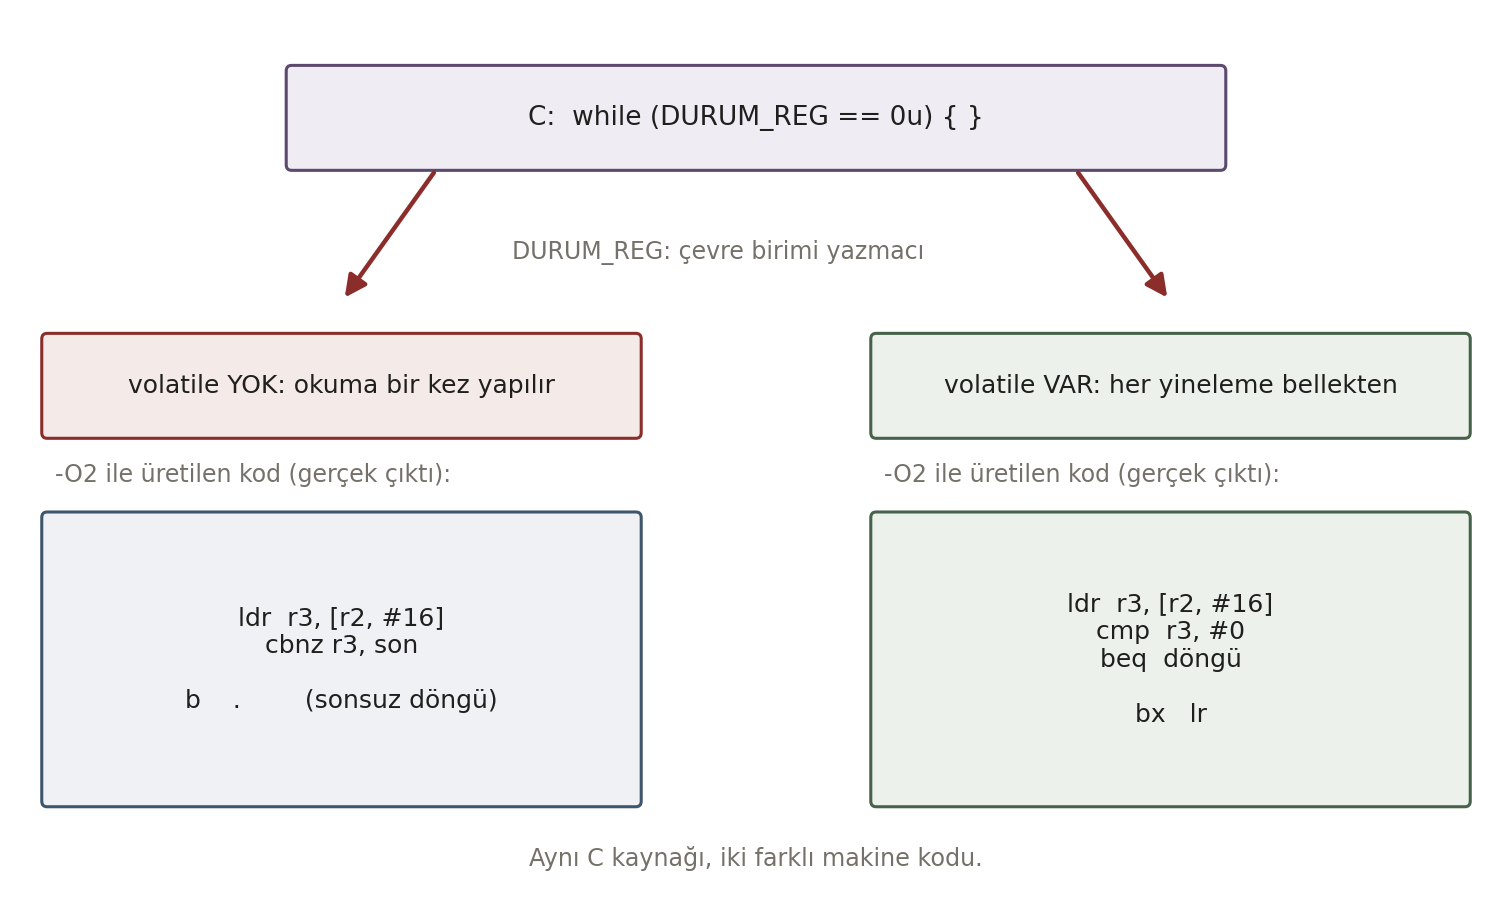 C:  while (DURUM_REG == 0u) { }
DURUM_REG: çevre birimi yazmacı
volatile YOK: okuma bir kez yapılır
-O2 ile üretilen kod (gerçek çıktı):
ldr  r3, [r2, #16]
cbnz r3, son
b    .        (sonsuz döngü)
volatile VAR: her yineleme bellekten
-O2 ile üretilen kod (gerçek çıktı):
ldr  r3, [r2, #16]
cmp  r3, #0
beq  döngü
bx   lr
Aynı C kaynağı, iki farklı makine kodu.